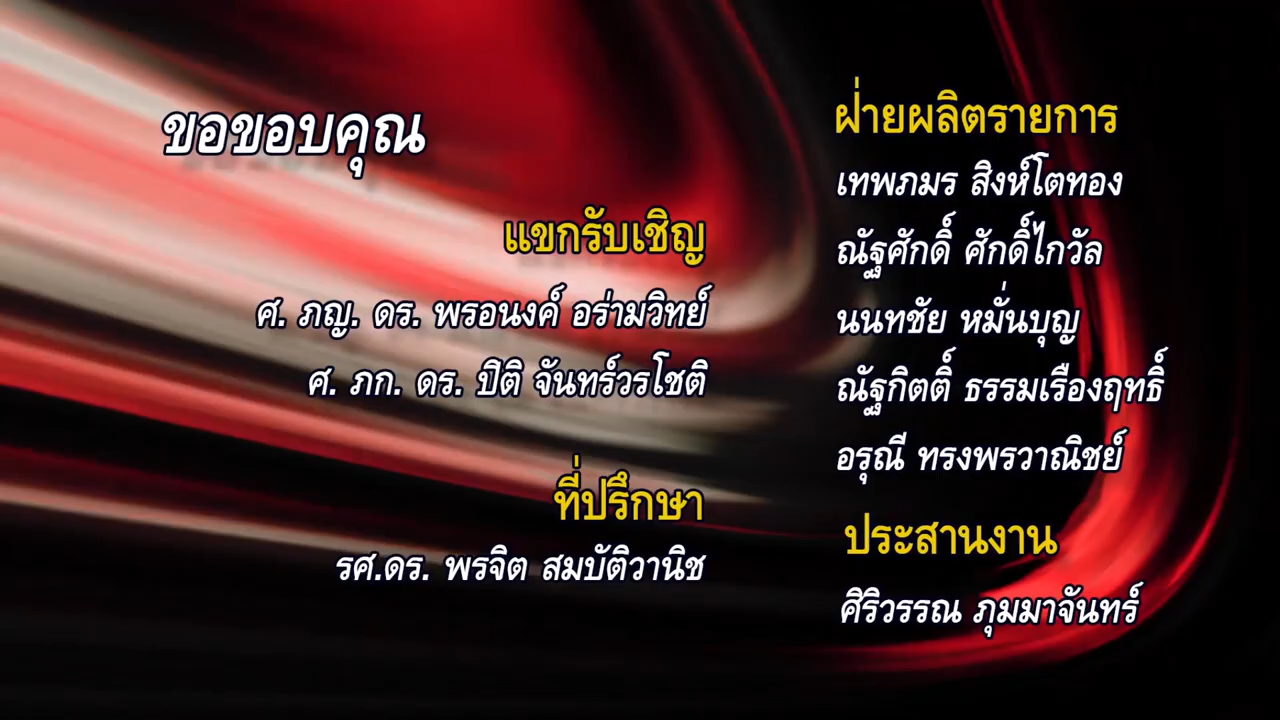 ขอขอบคุณ
แขกรับเชิญ
ศ. ภญ. ดร. พรอนงค์ อร่ามวิทย์
ศ. ภก. ดร. ปิติ จันทร์วรโชติ
ที่ปรึกษา
รศ.ดร. พรจิต สมบัติวานิช
ฝ่ายผลิตรายการ
เทพภมร สิงห์โตทอง
ณัฐศักดิ์ ศักดิ์ไกวัล
นนทชัย หมั่นบุญ
ณัฐกิตติ์ ธรรมเรืองฤทธิ์
อรุณี ทรงพรวาณิชย์
ประสานงาน
ศิริวรรณ ภุมมาจันทร์